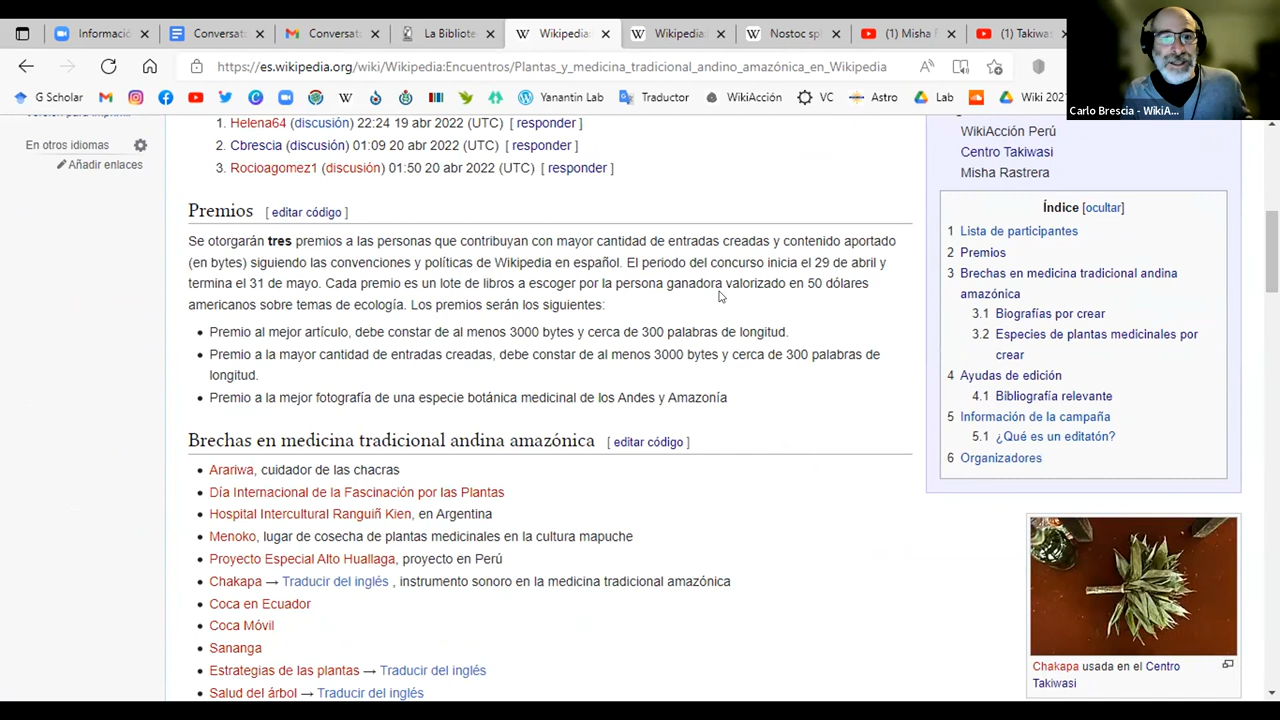 Informació
Conversat
Conversat
La Bibliote
Wikipedia:
Wikipedia
Nostoc sp
(1) Misha
(1) Takiwa
https://es.wikipedia.org/wiki/Wikipedia:Encuentros/Plantas_y_medicina_tradicional_andino_amazónica_en_Wikipedia
G Scholar
Yanantin Lab
Traductor
WikiAcción
VC
Astro
Lab
Wiki 202
Carlo Brescia - WikiA...
En otros idiomas
Añadir enlaces
1. Helena64 (discusión) 22:24 19 abr 2022 (UTC) [ responder ]
2. Cbrescia (discusión) 01:09 20 abr 2022 (UTC) [ responder ]
3. Rocioagomez1 (discusión) 01:50 20 abr 2022 (UTC) [ responder ]
Premios [ editar código ]
Se otorgarán tres premios a las personas que contribuyan con mayor cantidad de entradas creadas y contenido aportado
(en bytes) siguiendo las convenciones y políticas de Wikipedia en español. El periodo del concurso inicia el 29 de abril y
termina el 31 de mayo. Cada premio es un lote de libros a escoger por la persona ganadora valorizado en 50 dólares
americanos sobre temas de ecología. Los premios serán los siguientes:
• Premio al mejor artículo, debe constar de al menos 3000 bytes y cerca de 300 palabras de longitud.
• Premio a la mayor cantidad de entradas creadas, debe constar de al menos 3000 bytes y cerca de 300 palabras de
longitud.
• Premio a la mejor fotografía de una especie botánica medicinal de los Andes y Amazonía
Brechas en medicina tradicional andina amazónica [ editar código ]
• Arariwa, cuidador de las chacras
• Día Internacional de la Fascinación por las Plantas
• Hospital Intercultural Ranguiñ Kien, en Argentina
• Menoko, lugar de cosecha de plantas medicinales en la cultura mapuche
• Proyecto Especial Alto Huallaga, proyecto en Perú
• Chakapa → Traducir del inglés , instrumento sonoro en la medicina tradicional amazónica
• Coca en Ecuador
• Coca Móvil
• Sananga
• Estrategias de las plantas → Traducir del inglés
• Salud del árbol → Traducir del inglés
WikiAcción Perú
Centro Takiwasi
Misha Rastrera
Índice [ocultar]
1 Lista de participantes
2 Premios
3 Brechas en medicina tradicional andina
amazónica
3.1 Biografías por crear
3.2 Especies de plantas medicinales por
crear
4 Ayudas de edición
4.1 Bibliografía relevante
5 Información de la campaña
5.1 ¿Qué es un editatón?
6 Organizadores
Chakapa usada en el Centro
Takiwasi